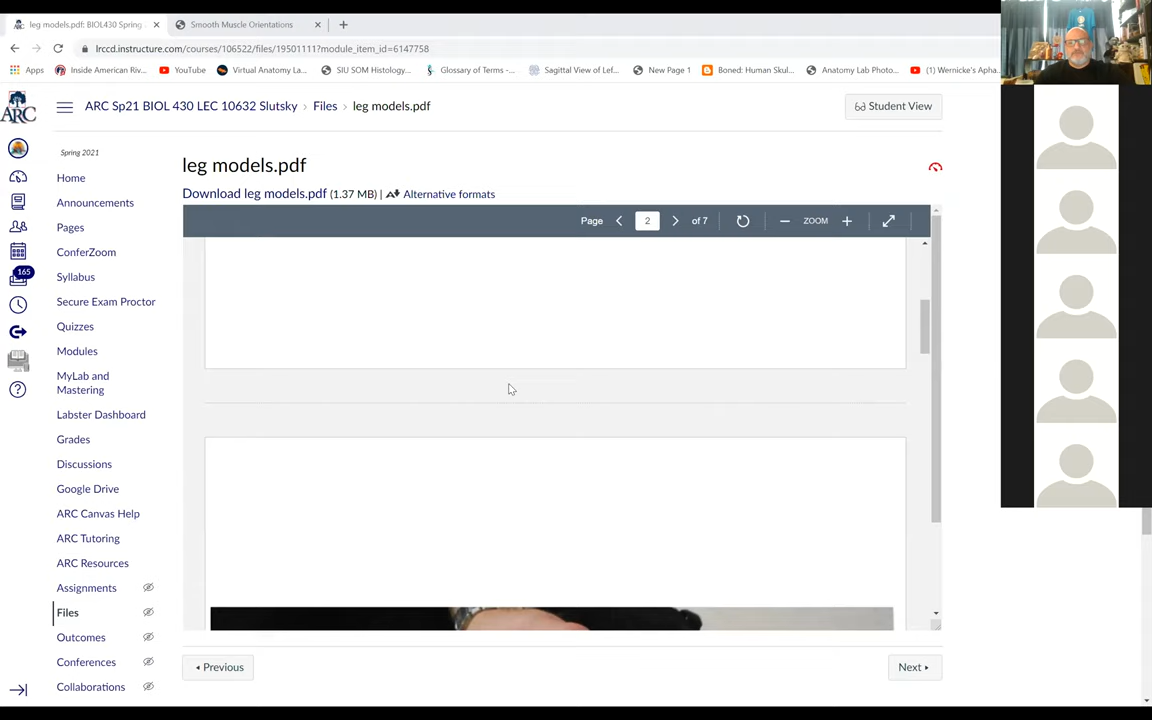 leg models.pdf: BIOL430 Spring
Smooth Muscle Orientations
lrccd.instructure.com/courses/106522/files/19501111?module_item_id=6147758
Apps
Inside American Riv...
YouTube
Virtual Anatomy La...
SIU SOM Histology...
Glossary of Terms -...
Sagittal View of Lef...
New Page 1
Boned: Human Skul...
Anatomy Lab Photo...
(1) Wernicke's Apha
ARC
ARC Sp21 BIOL 430 LEC 10632 Slutsky
Files
leg models.pdf
Student View
Spring 2021
Home
Announcements
Pages
ConferZoom
165
Syllabus
Secure Exam Proctor
Quizzes
Modules
MyLab and
Mastering
Labster Dashboard
Grades
Discussions
Google Drive
ARC Canvas Help
ARC Tutoring
ARC Resources
Assignments
Files
Outcomes
Conferences
Collaborations
leg models.pdf
Download leg models.pdf (1.37 MB) | Alternative formats
Page 2 of 7
ZOOM
Previous
Next